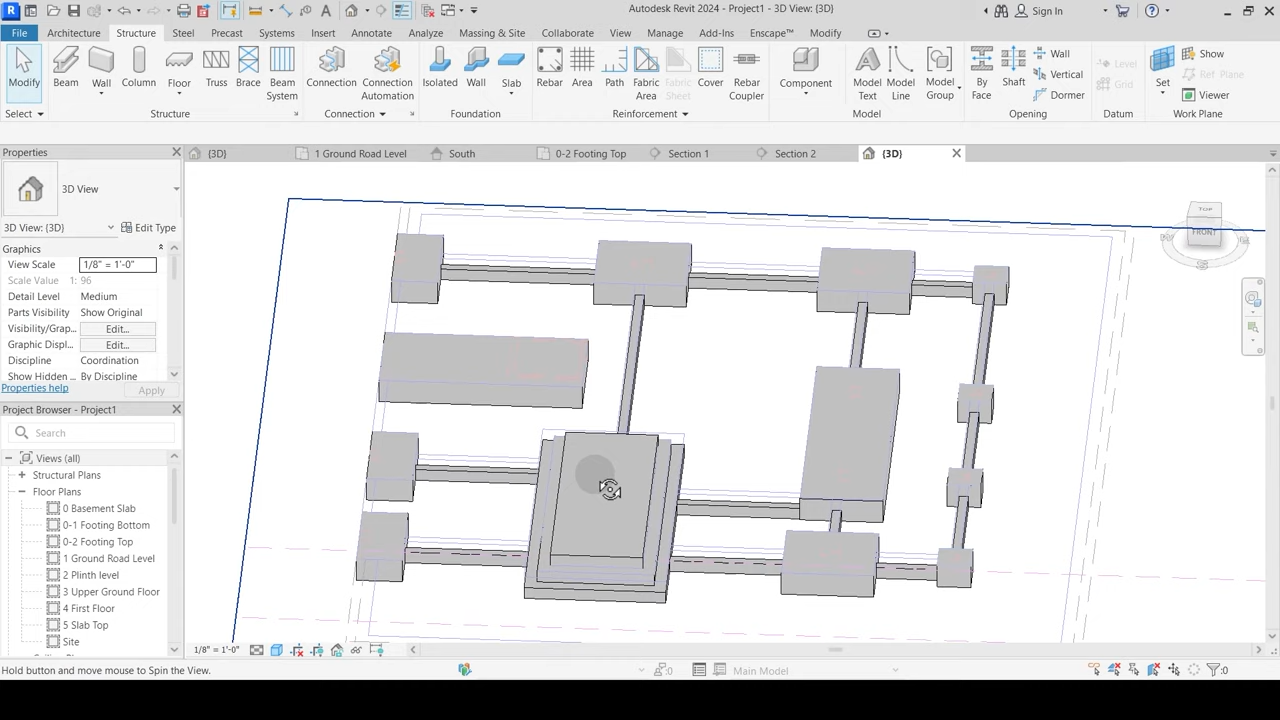 Autodesk Revit 2024 - Project1 - 3D View: {3D}
Sign In
File Architecture Structure Steel Precast Systems Insert Annotate Analyze Massing & Site Collaborate View Manage Add-Ins Enscape™ Modify
Modify Beam Wall Column Floor Truss Brace Beam System Connection Connection Automation Isolated Wall Slab Rebar Area Path Fabric Area Fabric Sheet Cover Rebar Coupler Component Model Text Model Line Model Group By Face Shaft Wall Vertical Dormer Level Grid Set Show Ref Plane Viewer
Select Structure Connection Foundation Reinforcement Model Opening Datum Work Plane
Properties
{3D} 1 Ground Road Level South 0-2 Footing Top Section 1 Section 2 {3D}
3D View
3D View: {3D} Edit Type
Graphics
View Scale 1/8" = 1'-0"
Scale Value 1: 96
Detail Level Medium
Parts Visibility Show Original
Visibility/Grap... Edit...
Graphic Displ... Edit...
Discipline Coordination
Show Hidden By Discipline
Properties help Apply
TOP
FRONT
Project Browser - Project1
Search
Views (all)
Structural Plans
Floor Plans
0 Basement Slab
0-1 Footing Bottom
0-2 Footing Top
1 Ground Road Level
2 Plinth level
3 Upper Ground Floor
4 First Floor
5 Slab Top
Site
1/8" = 1'-0"
Hold button and move mouse to Spin the View.
:0
Main Model
:0